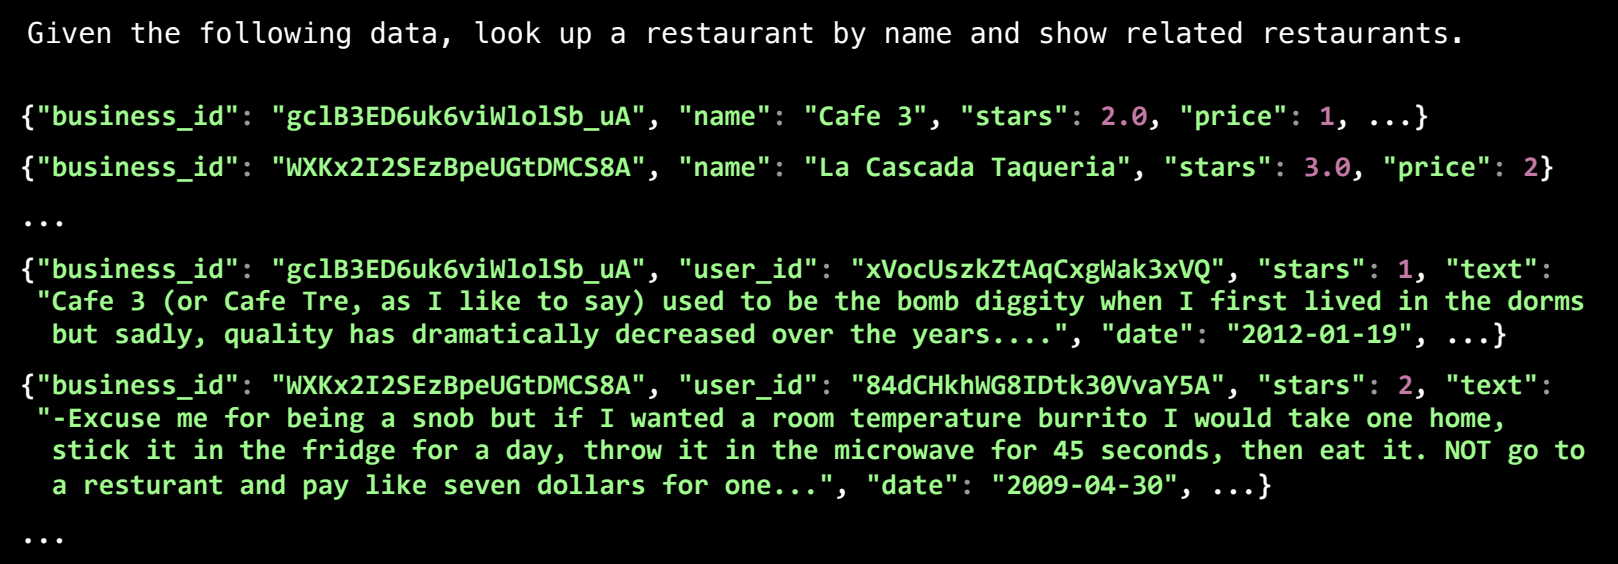 Given the following data, look up a restaurant by name and show related restaurants.
{"business_id": "gclB3ED6uk6viWlolSb_uA", "name": "Cafe 3", "stars": 2.0, "price": 1, ...}
{"business_id": "WXKx2I2SEzBpeUGtDMCS8A", "name": "La Cascada Taqueria", "stars": 3.0, "price": 2}
...
{"business_id": "gclB3ED6uk6viWlolSb_uA", "user_id": "xVocUszkZtAqCxgWak3xVQ", "stars": 1, "text":
"Cafe 3 (or Cafe Tre, as I like to say) used to be the bomb diggity when I first lived in the dorms
but sadly, quality has dramatically decreased over the years....", "date": "2012-01-19", ...}
{"business_id": "WXKx2I2SEzBpeUGtDMCS8A", "user_id": "84dCHkhWG8IDtk30VvaY5A", "stars": 2, "text":
"-Excuse me for being a snob but if I wanted a room temperature burrito I would take one home,
stick it in the fridge for a day, throw it in the microwave for 45 seconds, then eat it. NOT go to
a resturant and pay like seven dollars for one...", "date": "2009-04-30", ...}
...